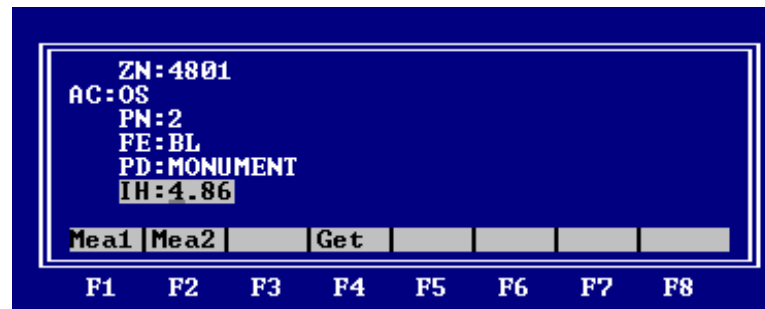 ZN:4801
AC:OS
PN:2
FE:BL
PD:MONUMENT
IH:4.86
Mea1 Mea2 Get
F1 F2 F3 F4 F5 F6 F7 F8